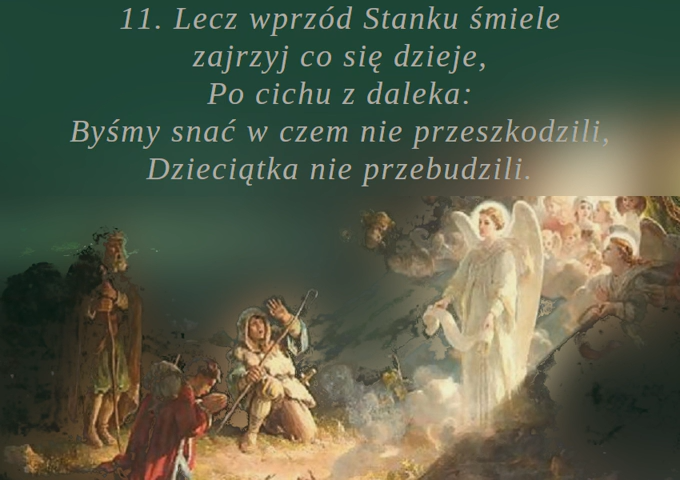 11. Lecz wprzód Stanku śmiele
zajrzyj co się dzieje,
Po cichu z daleka:
Byśmy snać w czem nie przeszkodzili,
Dzieciątka nie przebudzili.